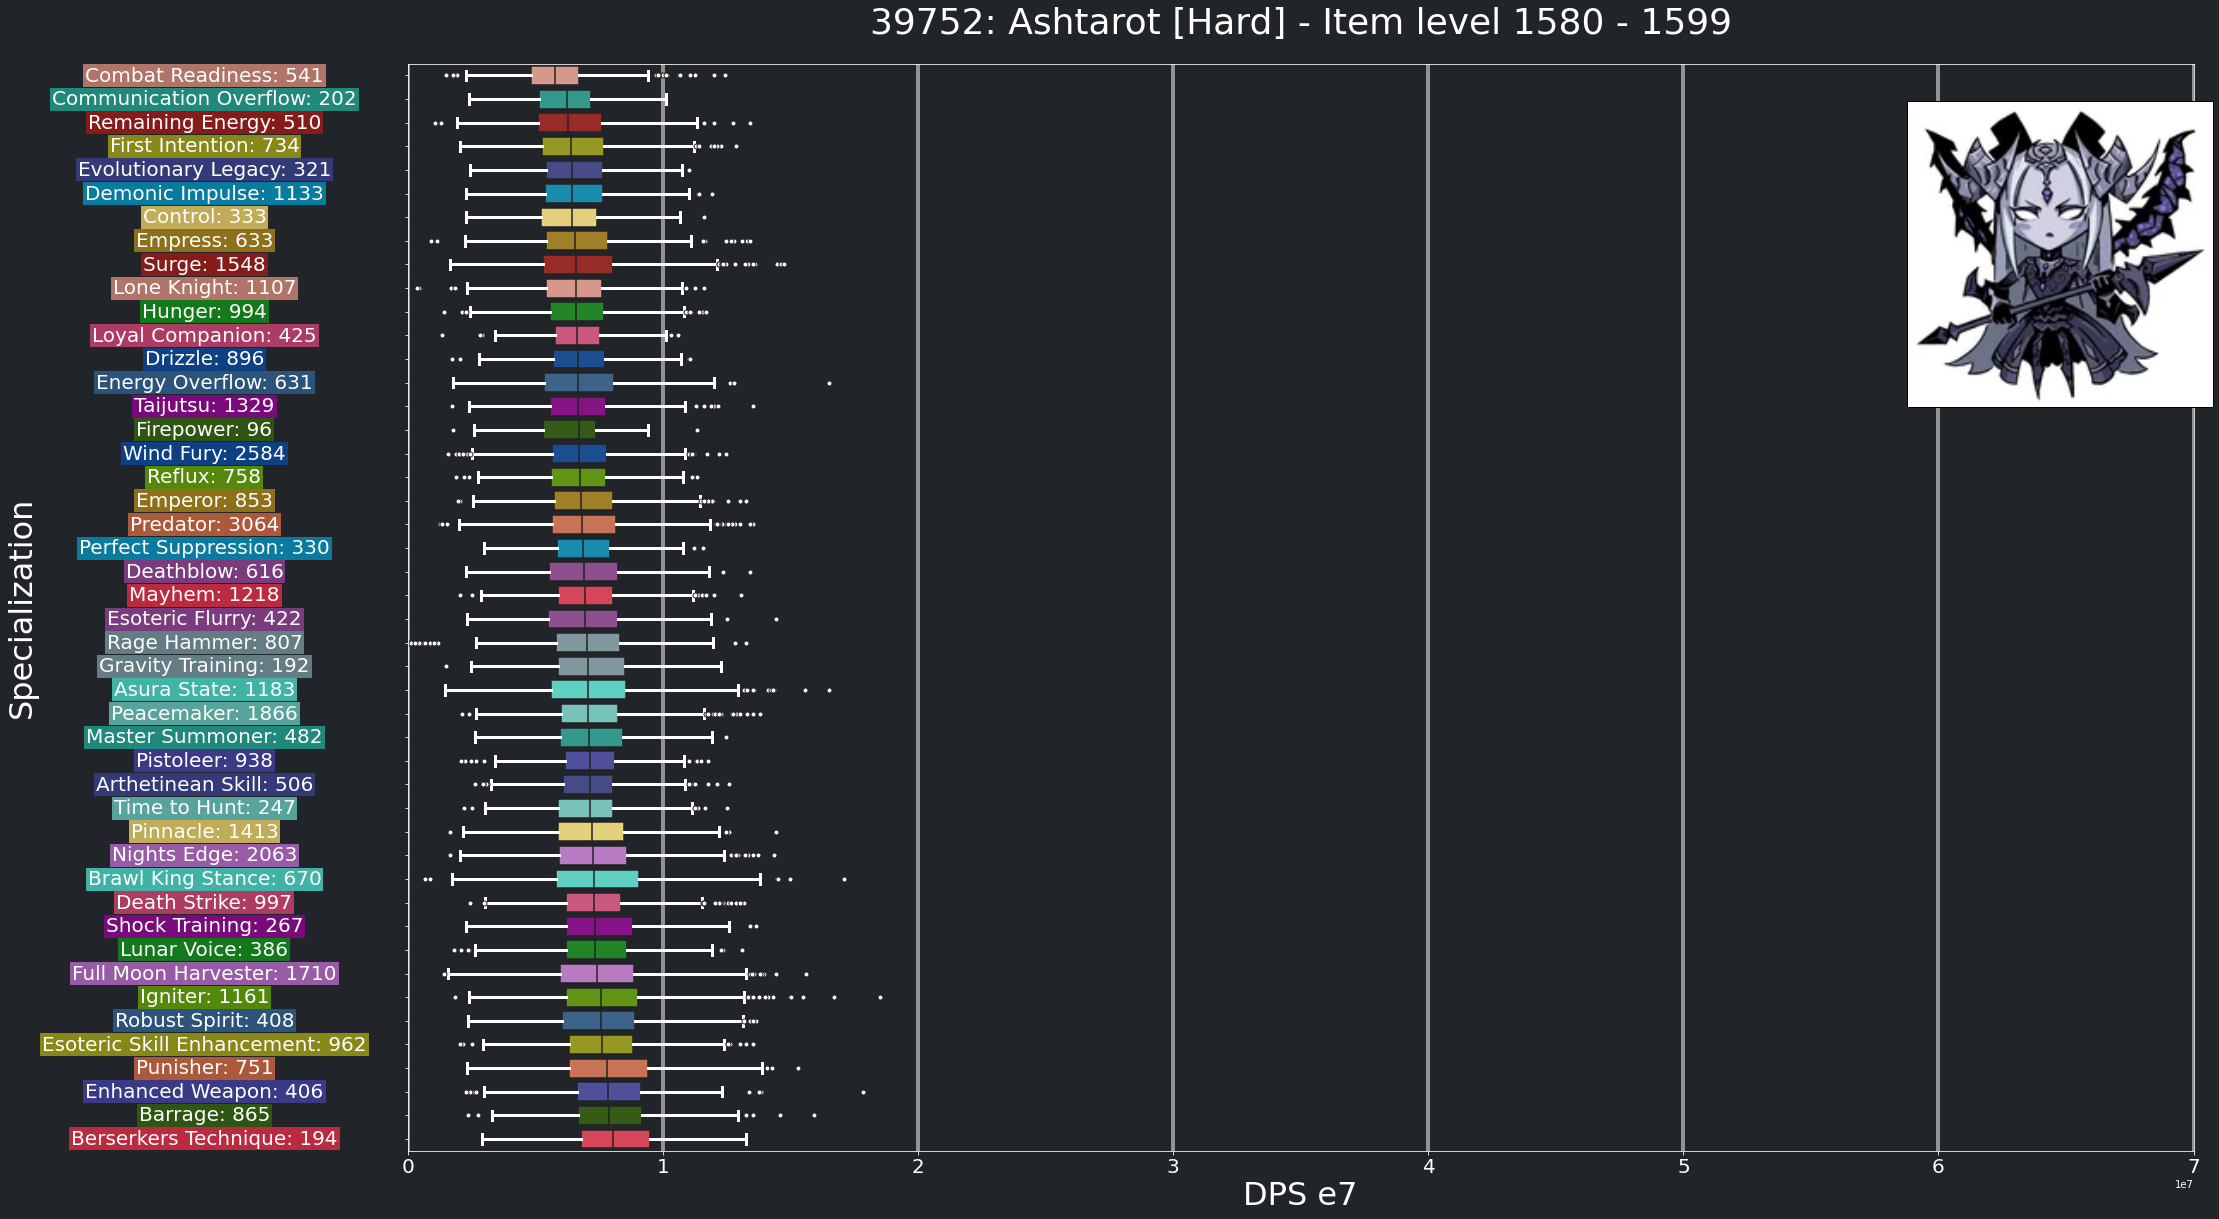 39752: Ashtarot [Hard] - Item level 1580 - 1599
Combat Readiness: 541
Communication Overflow: 202
Remaining Energy: 510
First Intention: 734
Evolutionary Legacy: 321
Demonic Impulse: 1133
Control: 333
Empress: 633
Surge: 1548
Lone Knight: 1107
Hunger: 994
Loyal Companion: 425
Drizzle: 896
Energy Overflow: 631
Taijutsu: 1329
Firepower: 96
Wind Fury: 2584
Reflux: 758
Emperor: 853
Predator: 3064
Perfect Suppression: 330
Deathblow: 616
Mayhem: 1218
Esoteric Flurry: 422
Rage Hammer: 807
Gravity Training: 192
Asura State: 1183
Peacemaker: 1866
Master Summoner: 482
Pistoleer: 938
Arthetinean Skill: 506
Time to Hunt: 247
Pinnacle: 1413
Nights Edge: 2063
Brawl King Stance: 670
Death Strike: 997
Shock Training: 267
Lunar Voice: 386
Full Moon Harvester: 1710
Igniter: 1161
Robust Spirit: 408
Esoteric Skill Enhancement: 962
Punisher: 751
Enhanced Weapon: 406
Barrage: 865
Berserkers Technique: 194
Specialization
0 1 2 3 4 5 6 7
1e7
DPS e7